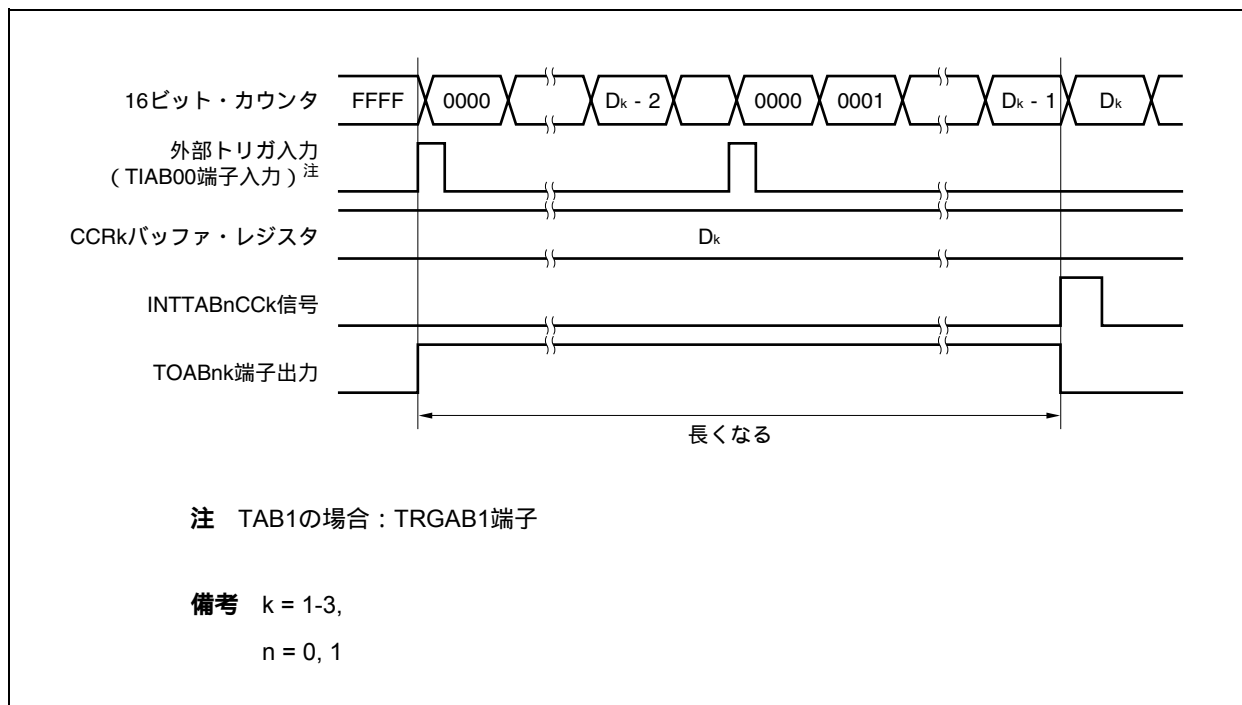 16ビット・カウンタ FFFF 0000 Dk - 2 0000 0001 Dk - 1 Dk
外部トリガ入力
（TIAB00端子入力）注
CCRkバッファ・レジスタ Dk
INTTABnCCk信号
TOABnk端子出力
長くなる
注 TAB1の場合：TRGAB1端子
備考 k = 1-3,
n = 0, 1